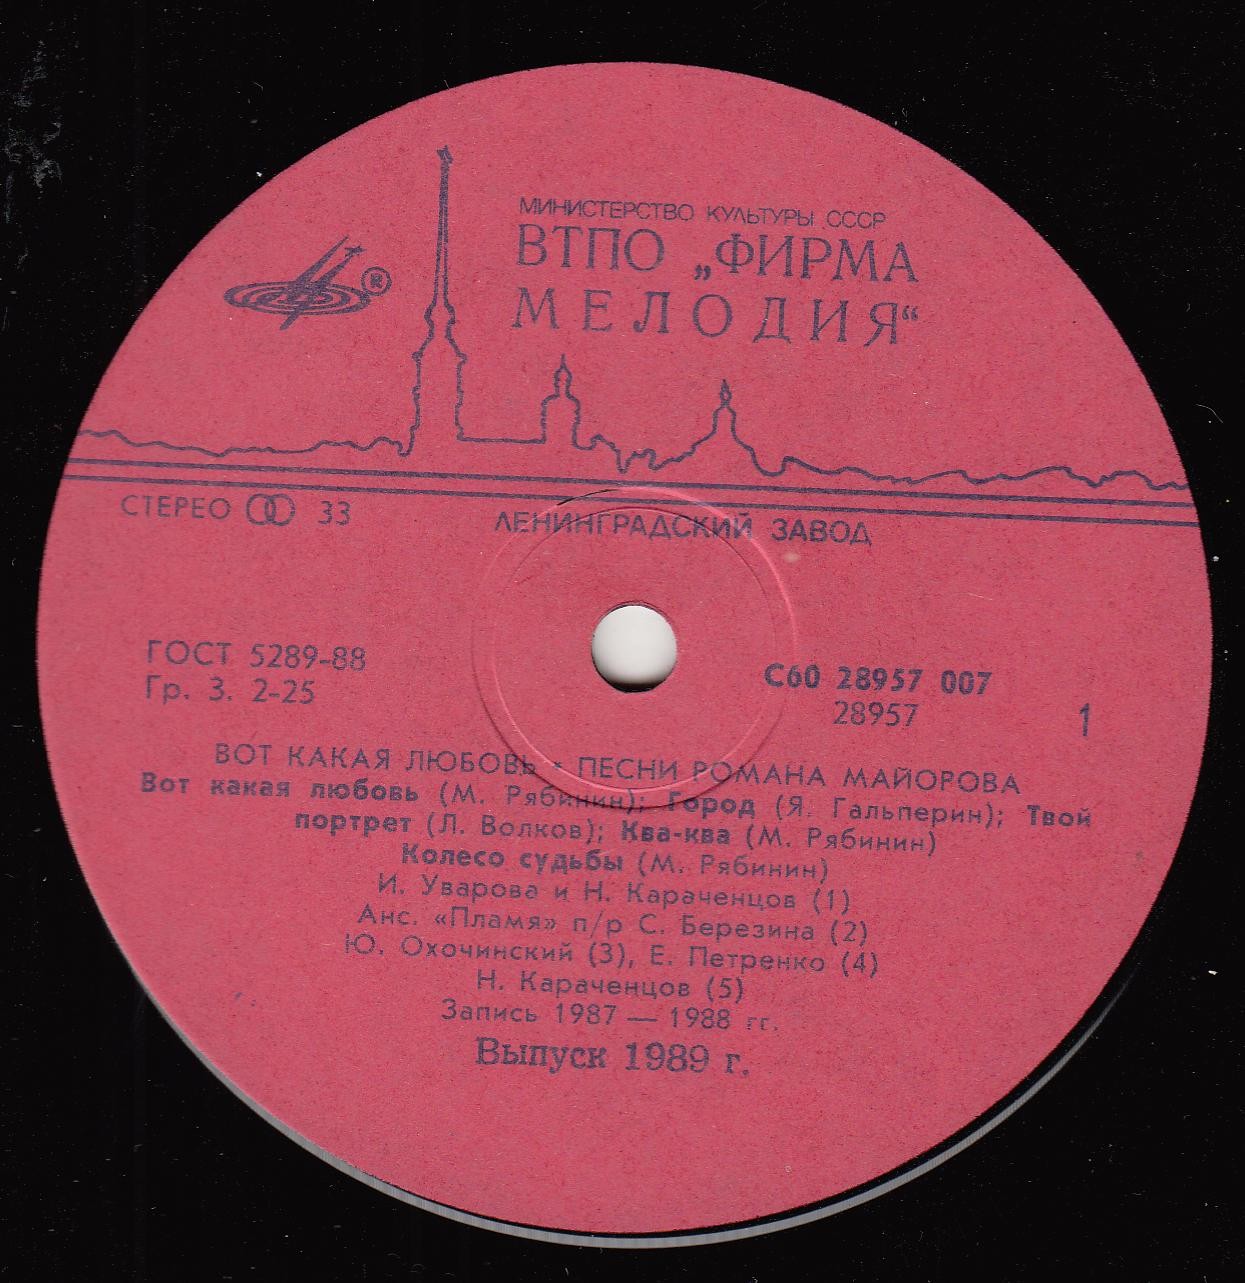 МИНИСТЕРСТВО КУЛЬТУРЫ СССР
ВТПО „ФИРМА
МЕЛОДИЯ“
®
СТЕРЕО 33
ЛЕНИНГРАДСКИЙ ЗАВОД
ГОСТ 5289-88
Гр. 3. 2-25
С60 28957 007
28957
1
ВОТ КАКАЯ ЛЮБОВЬ * ПЕСНИ РОМАНА МАЙОРОВА
Вот какая любовь (М. Рябинин); Город (Я. Гальперин); Твой
портрет (Л. Волков); Ква-ква (М. Рябинин)
Колесо судьбы (М. Рябинин)
И. Уварова и Н. Караченцов (1)
Анс. «Пламя» п/р С. Березина (2)
Ю. Охочинский (3), Е. Петренко (4)
Н. Караченцов (5)
Запись 1987 — 1988 гг.
Выпуск 1989 г.